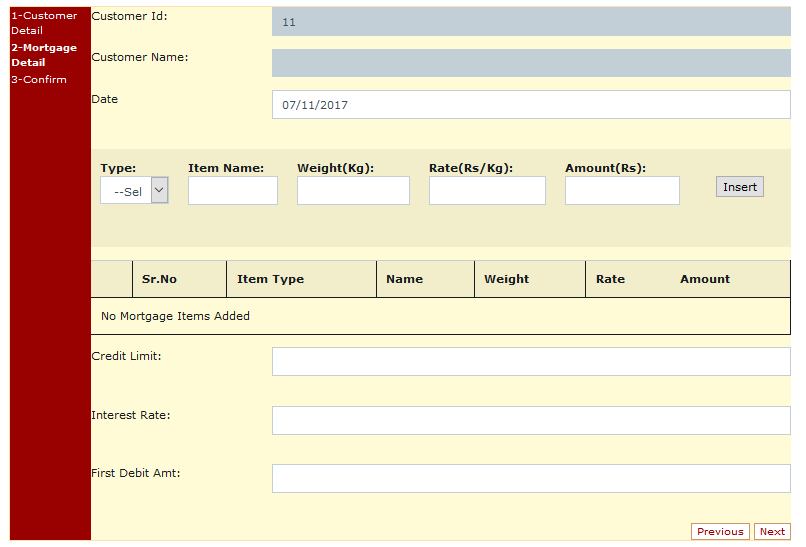 1-Customer
Detail
2-Mortgage
Detail
3-Confirm
Customer Id:
11
Customer Name:
Date
07/11/2017
Type: Item Name: Weight(Kg): Rate(Rs/Kg): Amount(Rs):
--Sel
Insert
Sr.No Item Type Name Weight Rate Amount
No Mortgage Items Added
Credit Limit:
Interest Rate:
First Debit Amt:
Previous Next